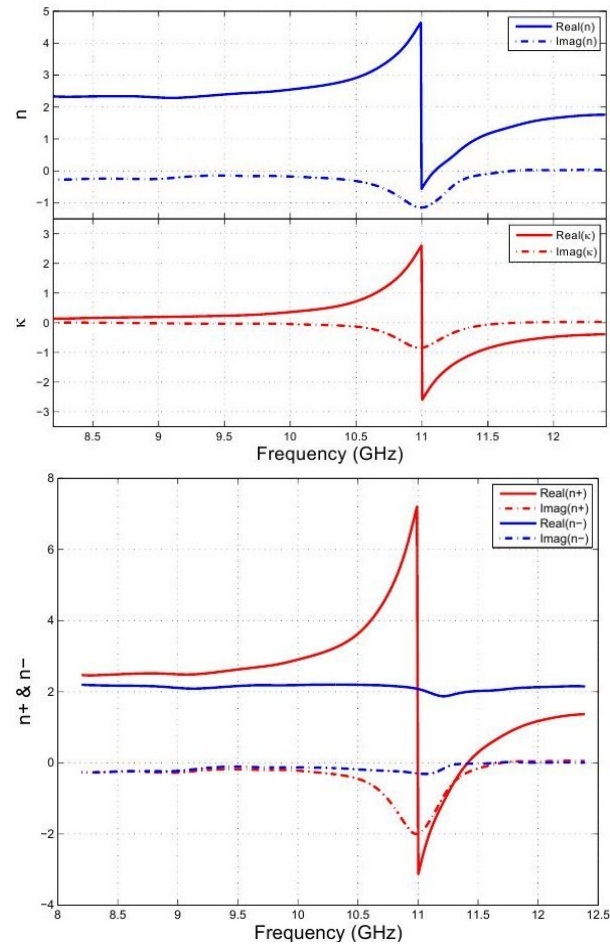 5
4
3
2
1
0
−1
n
Real(n)
Imag(n)
3
2
1
0
−1
−2
−3
κ
Real(κ)
Imag(κ)
8.5 9 9.5 10 10.5 11 11.5 12
Frequency (GHz)
8
6
4
2
0
−2
−4
n+ & n−
Real(n+)
Imag(n+)
Real(n−)
Imag(n−)
8 8.5 9 9.5 10 10.5 11 11.5 12 12.5
Frequency (GHz)